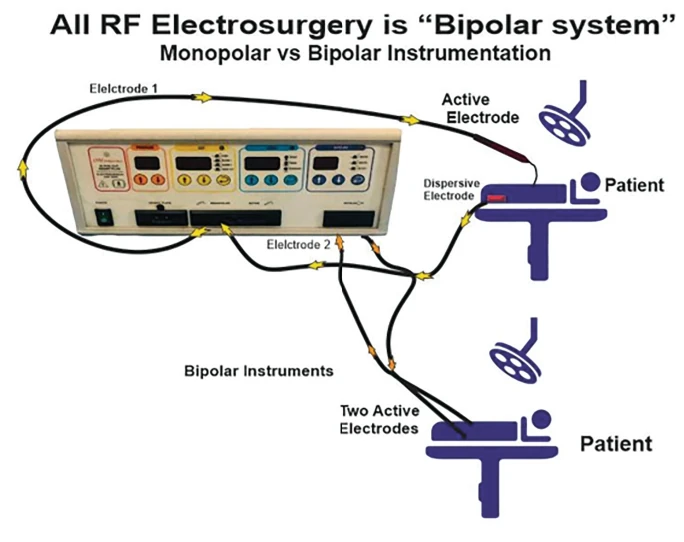 All RF Electrosurgery is “Bipolar system”
Monopolar vs Bipolar Instrumentation
Elelctrode 1
Active
Electrode
Dispersive
Electrode
Patient
Elelctrode 2
Bipolar Instruments
Two Active
Electrodes
Patient